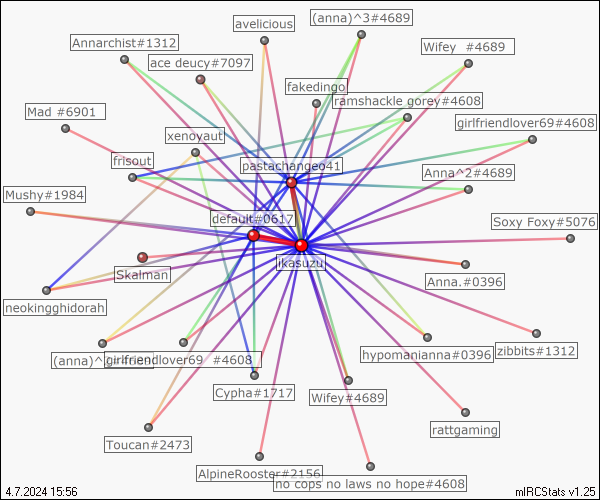 avelicious
(anna)^3#4689
Annarchist#1312
Wifey #4689
ace deucy#7097
fakedingo
ramshackle gorey#4608
Mad #6901
girlfriendlover69#4608
xenoyaut
frisout
pastachangeo41
Anna^2#4689
Mushy#1984
default#0617
Soxy Foxy#5076
ikasuzu
Skalman
Anna.#0396
neokingghidorah
zibbits#1312
hypomanianna#0396
(anna)^
girlfriendlover69 #4608
Cypha#1717
Wifey#4689
rattgaming
Toucan#2473
AlpineRooster#2156
no cops no laws no hope#4608
4.7.2024 15:56
mIRCStats v1.25